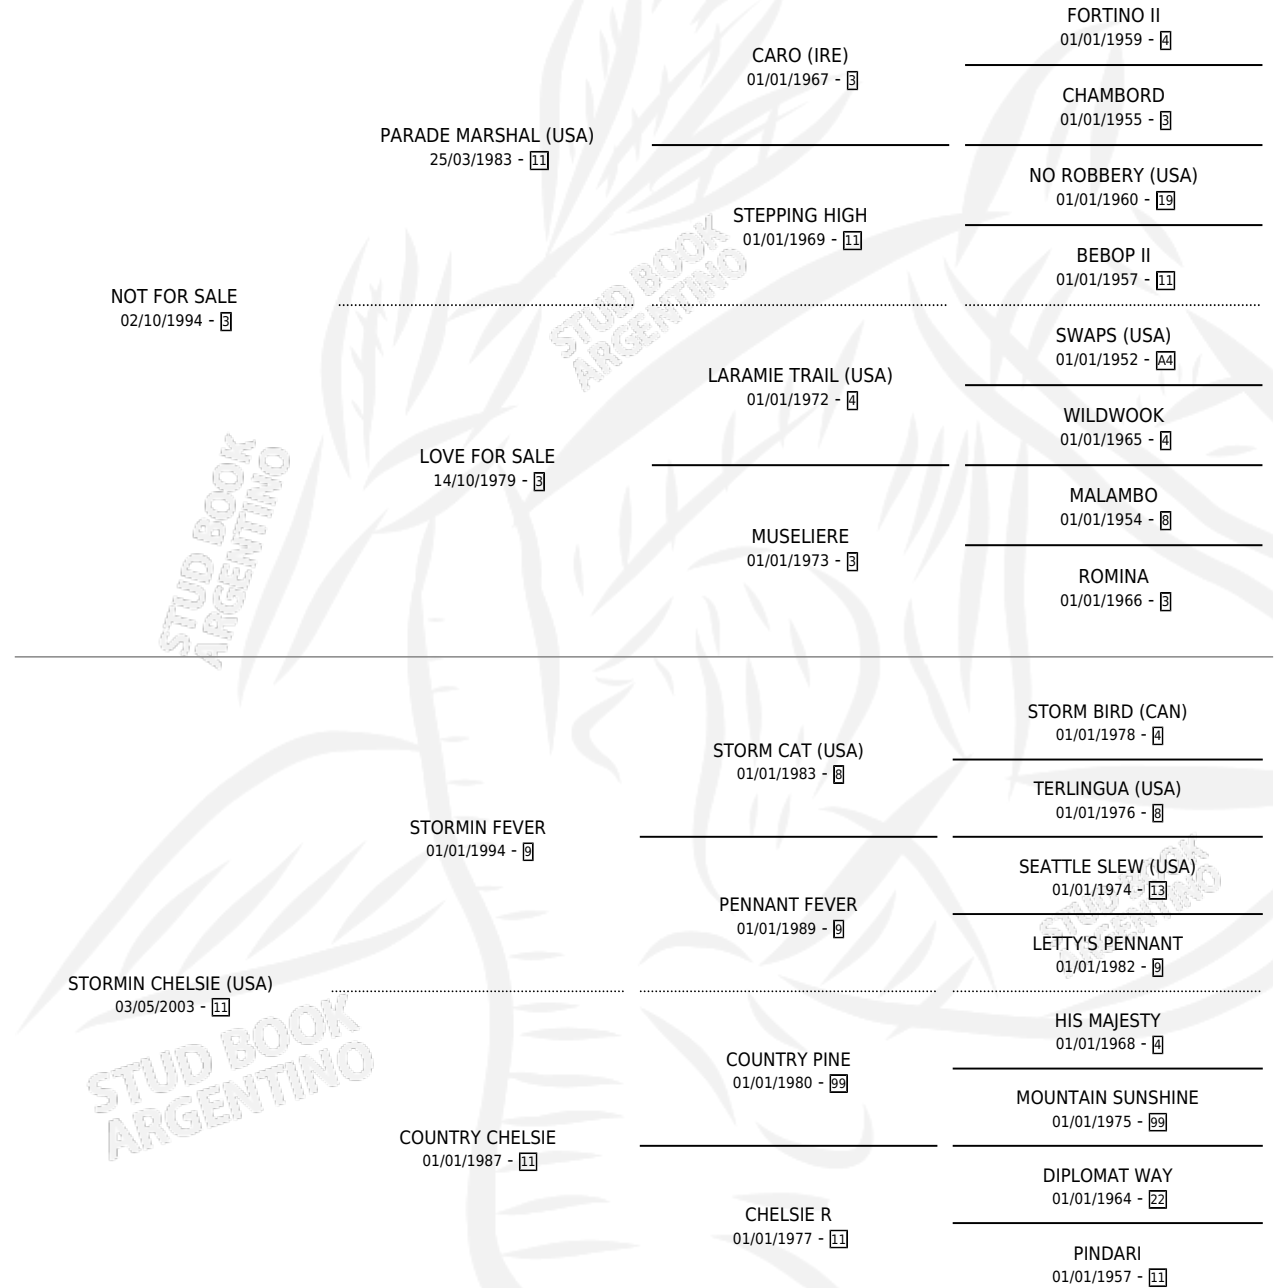 FORTINO II
01/01/1959 - 4
CARO (IRE)
01/01/1967 - 3
CHAMBORD
01/01/1955 - 3
PARADE MARSHAL (USA)
25/03/1983 - 11
NO ROBBERY (USA)
01/01/1960 - 19
STEPPING HIGH
01/01/1969 - 11
BEBOP II
01/01/1957 - 11
NOT FOR SALE
02/10/1994 - 3
STUD BOOK
ARGENTINO
SWAPS (USA)
01/01/1952 - A4
LARAMIE TRAIL (USA)
01/01/1972 - 4
WILDWOOK
01/01/1965 - 4
LOVE FOR SALE
14/10/1979 - 3
MALAMBO
01/01/1954 - 8
MUSELIERE
01/01/1973 - 3
ROMINA
01/01/1966 - 3
STUD BOOK
ARGENTINO
STORM BIRD (CAN)
01/01/1978 - 4
STORM CAT (USA)
01/01/1983 - 8
TERLINGUA (USA)
01/01/1976 - 8
STORMIN FEVER
01/01/1994 - 9
SEATTLE SLEW (USA)
01/01/1974 - 13
PENNANT FEVER
01/01/1989 - 9
STUD BOOK
ARGENTINO
LETTY'S PENNANT
01/01/1982 - 9
STORMIN CHELSIE (USA)
03/05/2003 - 11
HIS MAJESTY
01/01/1968 - 4
STUD BOOK
ARGENTINO
COUNTRY PINE
01/01/1980 - 99
MOUNTAIN SUNSHINE
01/01/1975 - 99
COUNTRY CHELSIE
01/01/1987 - 11
DIPLOMAT WAY
01/01/1964 - 22
CHELSIE R
01/01/1977 - 11
PINDARI
01/01/1957 - 11